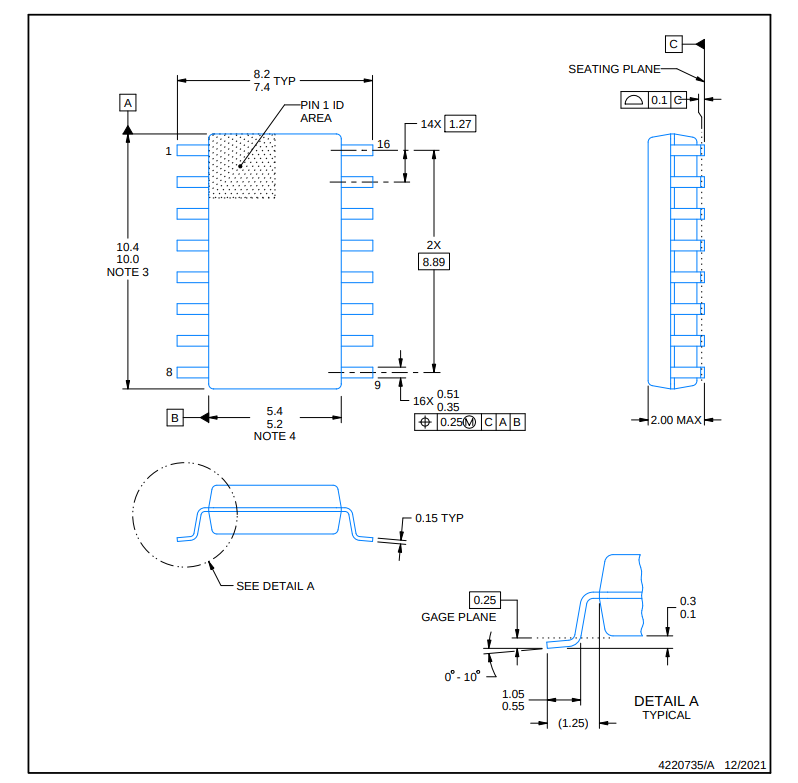 C
SEATING PLANE
0.1 C
8.2
7.4 TYP
A
PIN 1 ID
AREA
14X 1.27
1
16
2X
8.89
10.4
10.0
NOTE 3
8
9
16X 0.51
0.35
0.25 M C A B
B
5.4
5.2
NOTE 4
2.00 MAX
0.15 TYP
SEE DETAIL A
0.25
GAGE PLANE
0.3
0.1
0°- 10°
1.05
0.55
(1.25)
DETAIL A
TYPICAL
4220735/A 12/2021